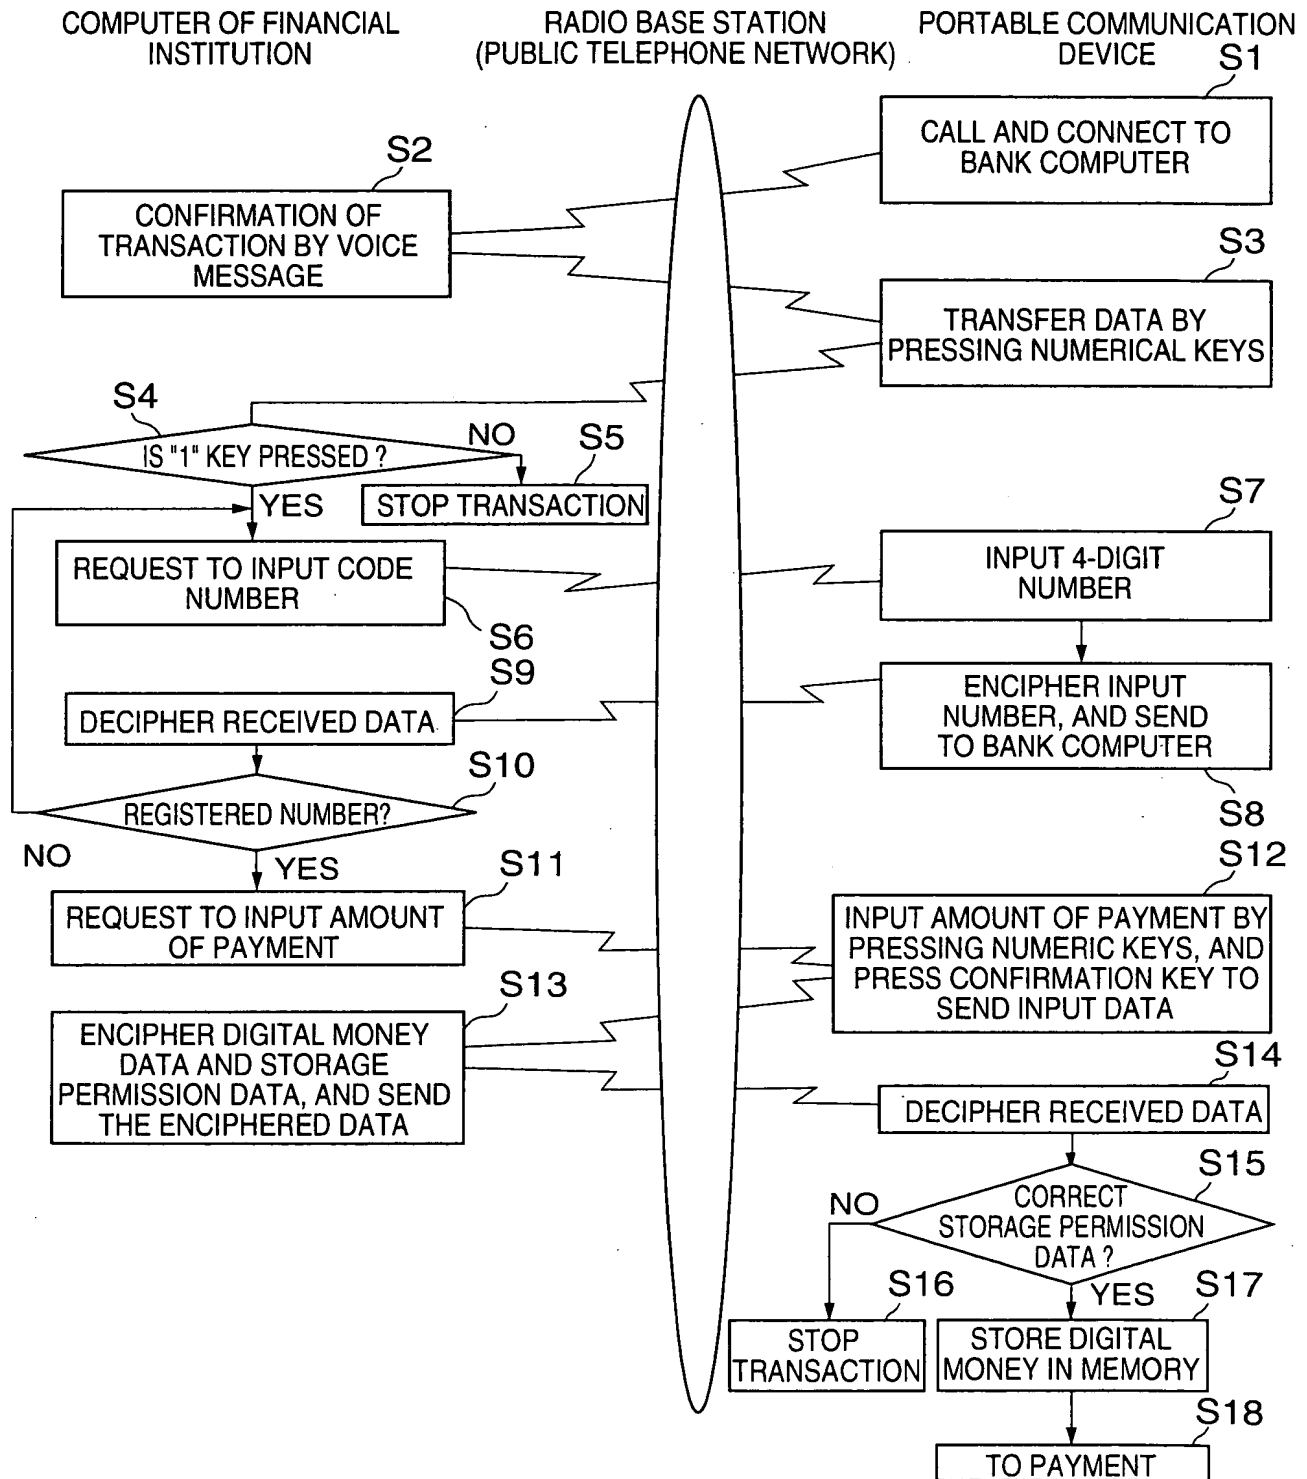 COMPUTER OF FINANCIAL
INSTITUTION
RADIO BASE STATION
(PUBLIC TELEPHONE NETWORK)
PORTABLE COMMUNICATION
DEVICE
S1
CALL AND CONNECT TO
BANK COMPUTER
S2
CONFIRMATION OF
TRANSACTION BY VOICE
MESSAGE
S3
TRANSFER DATA BY
PRESSING NUMERICAL KEYS
S4
IS "1" KEY PRESSED ?
NO
S5
STOP TRANSACTION
YES
REQUEST TO INPUT CODE
NUMBER
S6
S7
INPUT 4-DIGIT
NUMBER
ENCIPHER INPUT
NUMBER, AND SEND
TO BANK COMPUTER
S8
S9
DECIPHER RECEIVED DATA
S10
REGISTERED NUMBER?
NO
YES
S11
REQUEST TO INPUT AMOUNT
OF PAYMENT
S12
INPUT AMOUNT OF PAYMENT BY
PRESSING NUMERIC KEYS, AND
PRESS CONFIRMATION KEY TO
SEND INPUT DATA
S13
ENCIPHER DIGITAL MONEY
DATA AND STORAGE
PERMISSION DATA, AND SEND
THE ENCIPHERED DATA
S14
DECIPHER RECEIVED DATA
S15
CORRECT
STORAGE PERMISSION
DATA ?
NO
YES
S16
STOP
TRANSACTION
S17
STORE DIGITAL
MONEY IN MEMORY
S18
TO PAYMENT